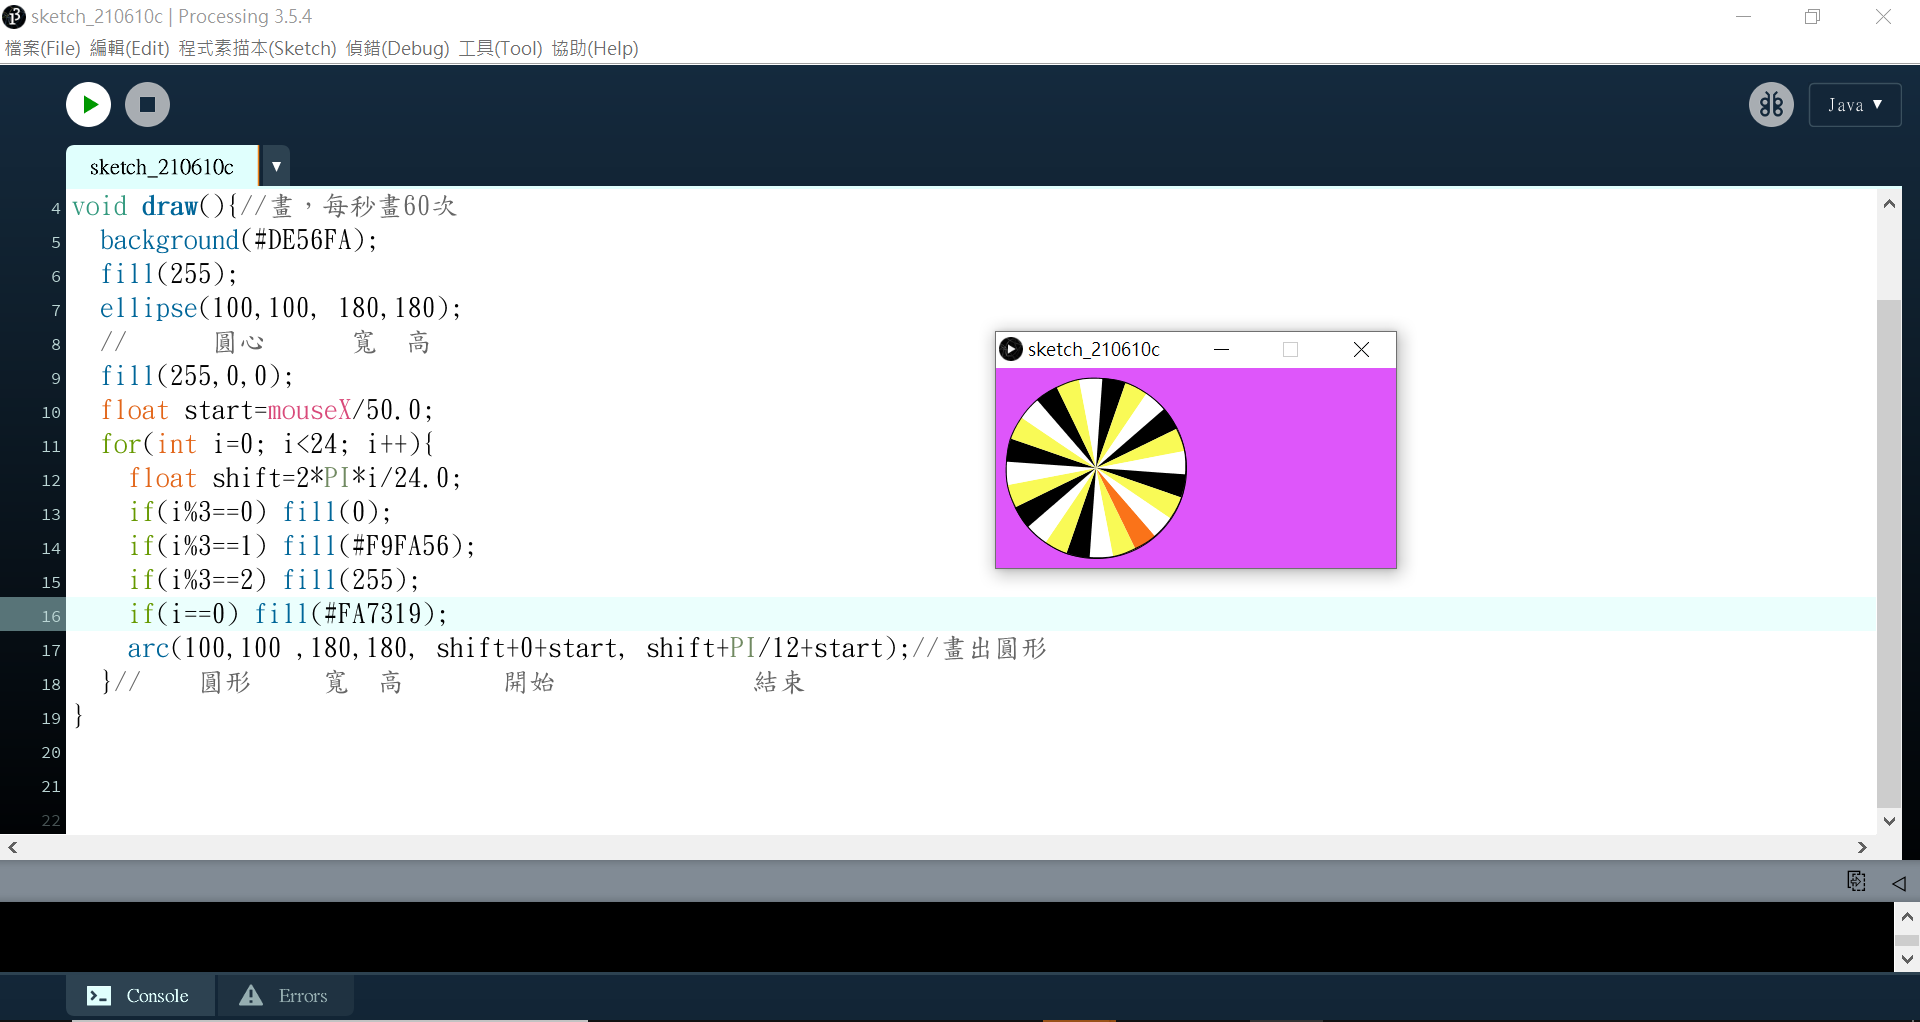 sketch_210610c | Processing 3.5.4
檔案(File) 編輯(Edit) 程式素描本(Sketch) 偵錯(Debug) 工具(Tool) 協助(Help)
Java ▼
sketch_210610c ▼
4 void draw(){//畫，每秒畫60次
5   background(#DE56FA);
6   fill(255);
7   ellipse(100,100, 180,180);
8   //      圓心      寬  高
9   fill(255,0,0);
10   float start=mouseX/50.0;
11   for(int i=0; i<24; i++){
12     float shift=2*PI*i/24.0;
13     if(i%3==0) fill(0);
14     if(i%3==1) fill(#F9FA56);
15     if(i%3==2) fill(255);
16     if(i==0) fill(#FA7319);
17     arc(100,100 ,180,180, shift+0+start, shift+PI/12+start);//畫出圓形
18   }//    圓形     寬  高       開始              結束
19 }
20
21
22
sketch_210610c
Console
Errors